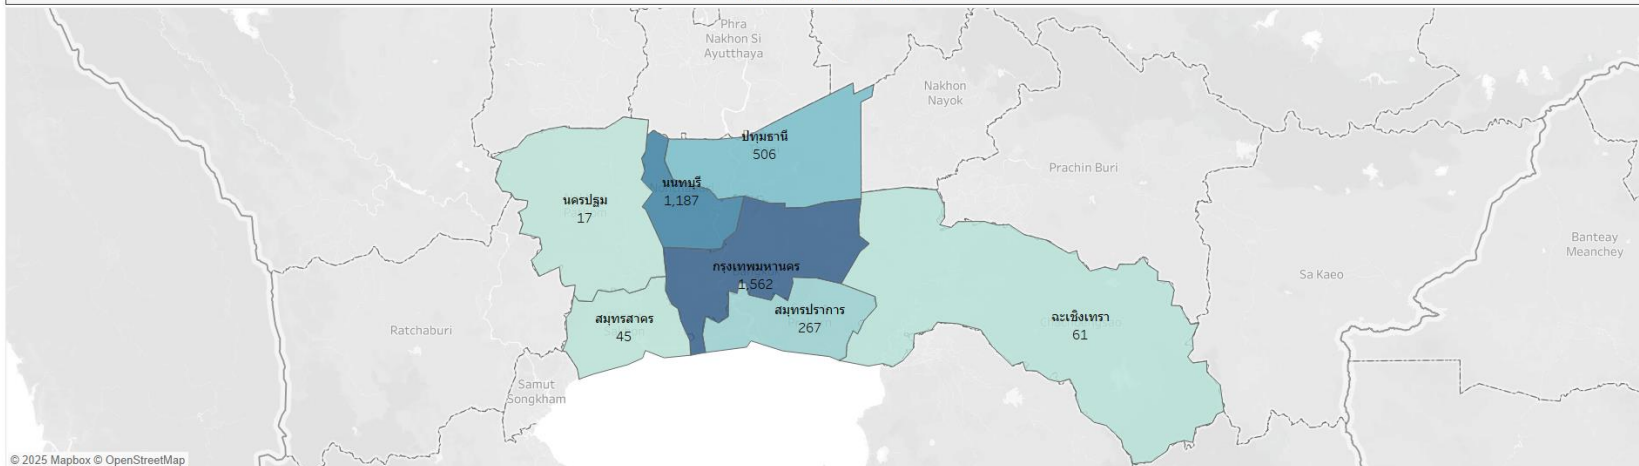 Phra
Nakhon Si
Ayutthaya
Nakhon
Nayok
ปทุมธานี
506
Prachin Buri
นนทบุรี
1,187
นครปฐม
17
Banteay
Meanchey
กรุงเทพมหานคร
1,562
Sa Kaeo
สมุทรปราการ
267
สมุทรสาคร
45
ฉะเชิงเทรา
61
Ratchaburi
Samut
Songkham
© 2025 Mapbox © OpenStreetMap